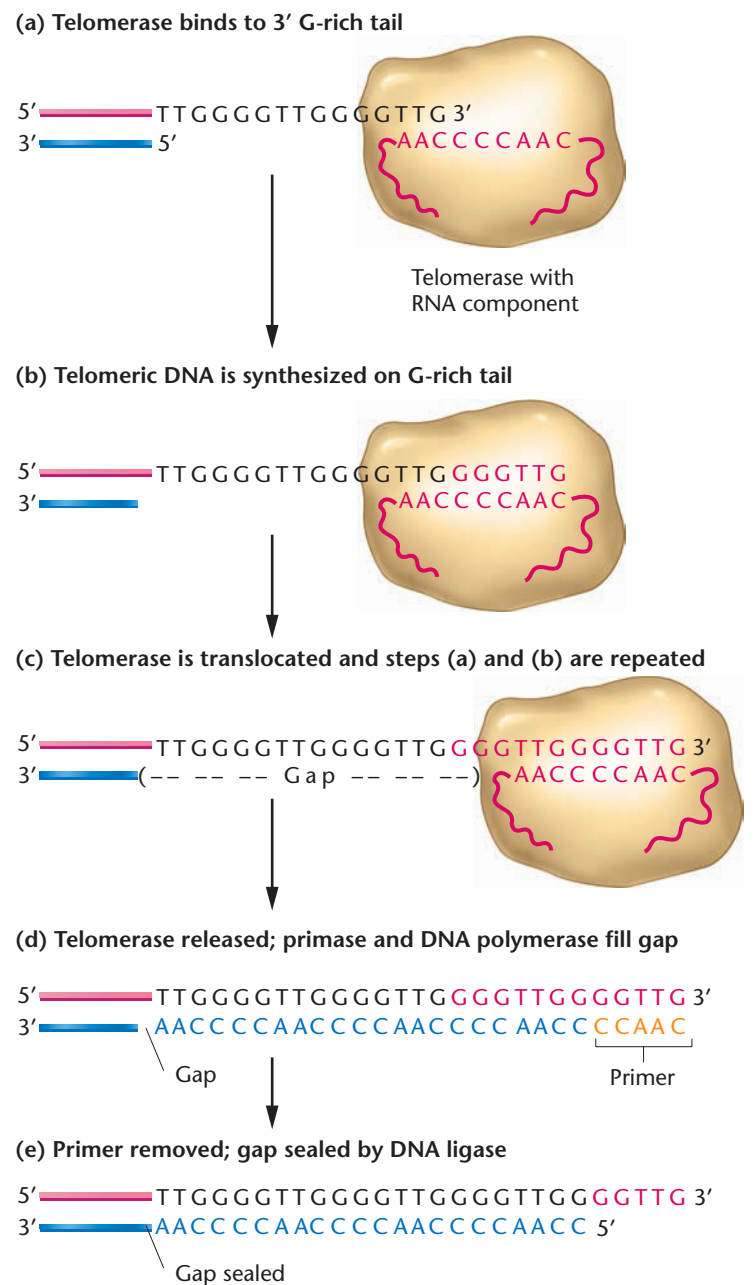 (a) Telomerase binds to 3′ G-rich tail
5′ TTGGGGTTGGGGTTG 3′
3′ 5′ AACCCCAAC
Telomerase with
RNA component
(b) Telomeric DNA is synthesized on G-rich tail
5′ TTGGGGTTGGGGTTGGGGTTG
3′ AACCCCAAC
(c) Telomerase is translocated and steps (a) and (b) are repeated
5′ TTGGGGTTGGGGTTGGGGTTGGGGTTG 3′
3′ (– – – – – – Gap – – – – – –) AACCCCAAC
(d) Telomerase released; primase and DNA polymerase fill gap
5′ TTGGGGTTGGGGTTGGGGTTGGGGTTG 3′
3′ AACCCCAACCCCAACCCCAACCCCAAC
Gap
Primer
(e) Primer removed; gap sealed by DNA ligase
5′ TTGGGGTTGGGGTTGGGGTTGGGGTTG 3′
3′ AACCCCAACCCCAACCCCAACC 5′
Gap sealed